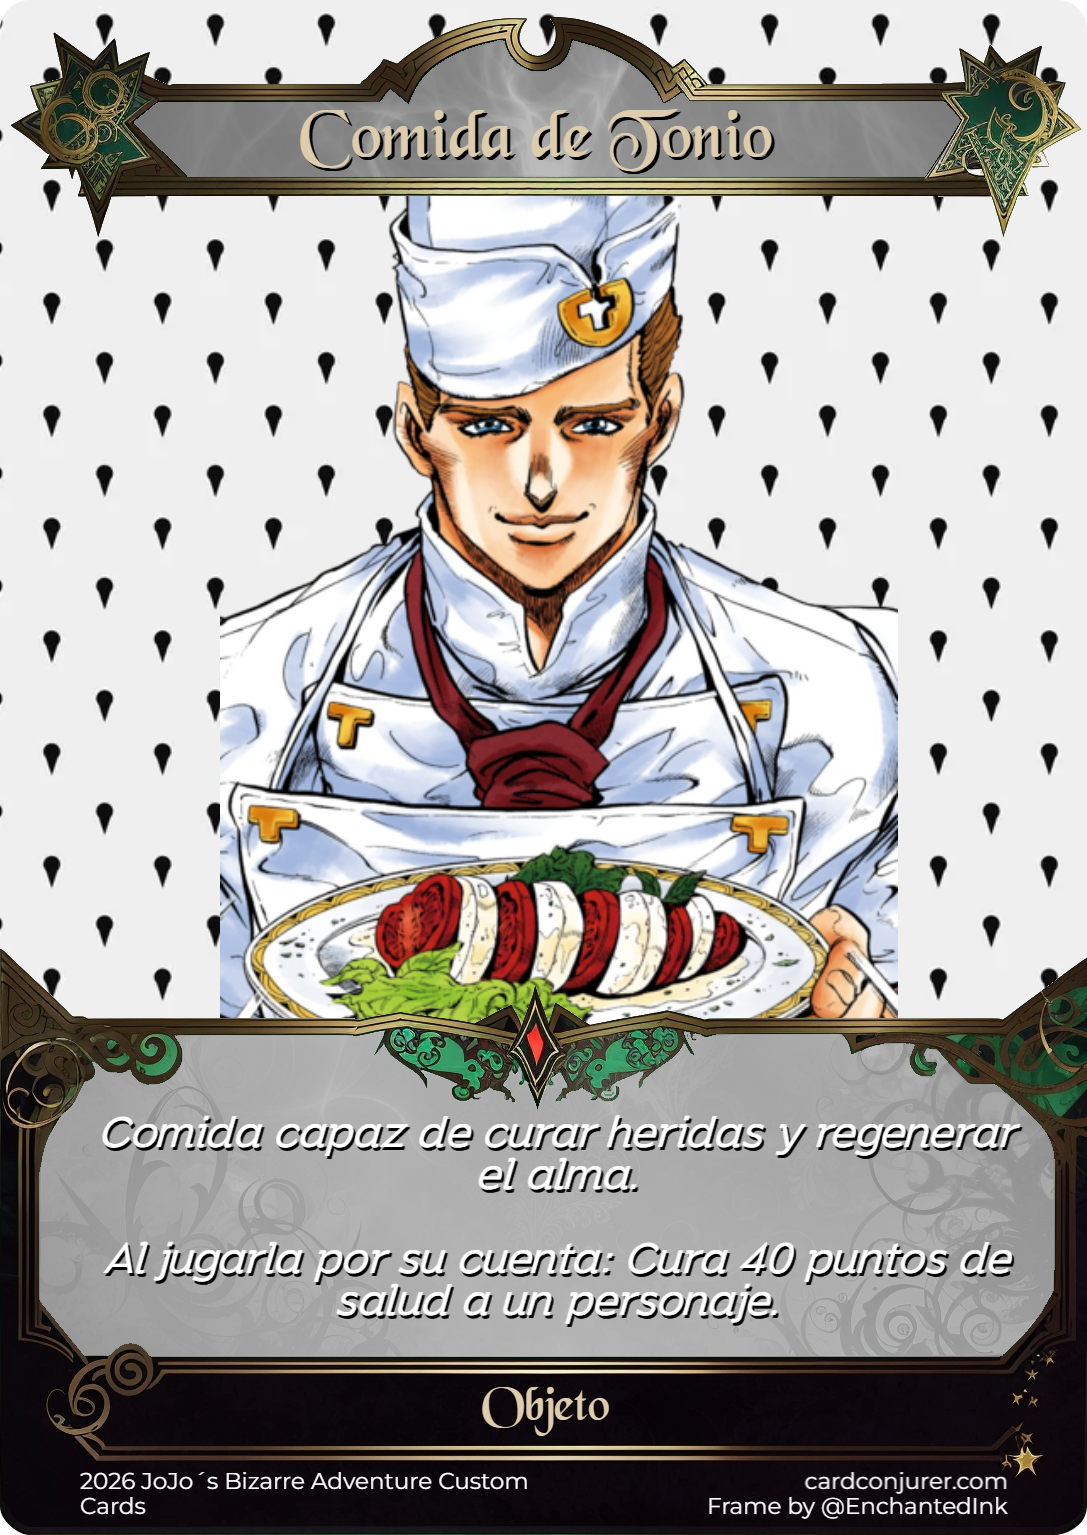 Comida de Tonio
Comida capaz de curar heridas y regenerar
el alma.
Al jugarla por su cuenta: Cura 40 puntos de
salud a un personaje.
Objeto
2026 JoJo´s Bizarre Adventure Custom
Cards
cardconjurer.com
Frame by @EnchantedInk